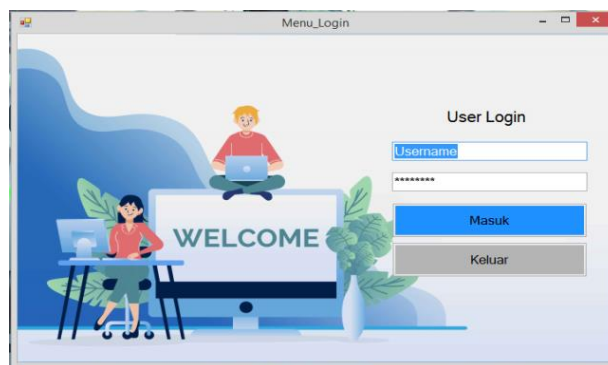 Menu_Login
User Login
Username
********
Masuk
Keluar
WELCOME